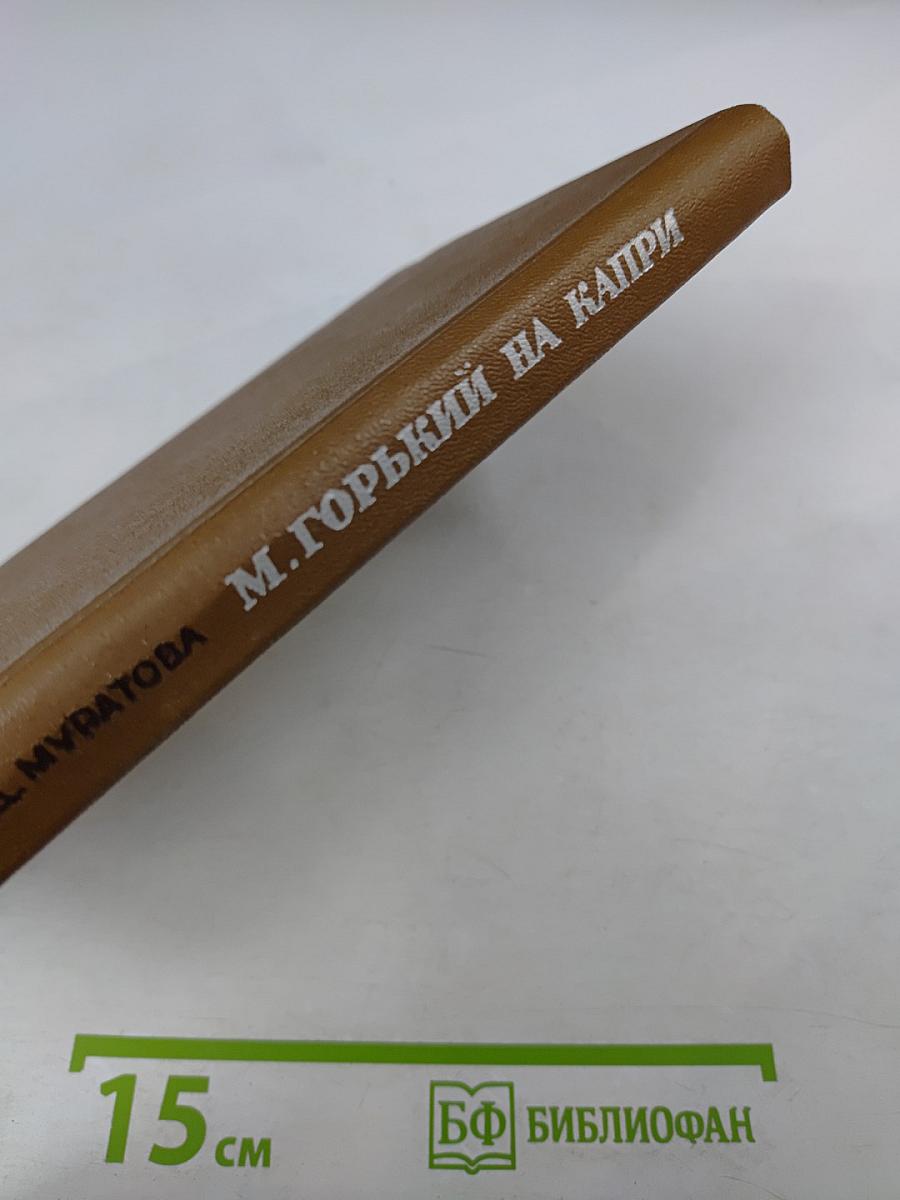 Д. МУРАТОВА
М. ГОРЬКИЙ НА КАПРИ
15 см
БФ БИБЛИОФАН